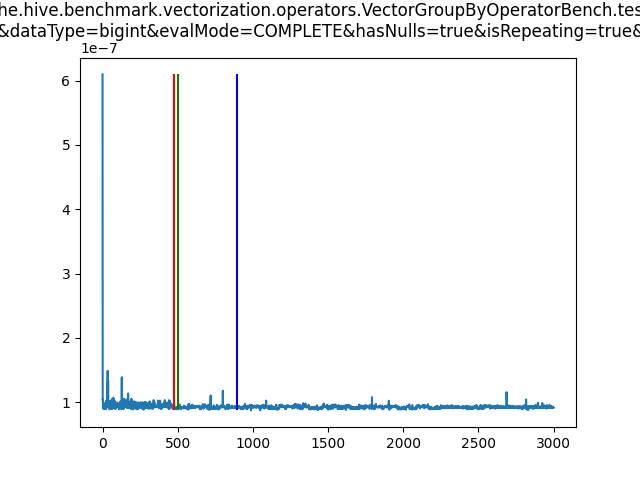 he.hive.benchmark.vectorization.operators.VectorGroupByOperatorBench.tes
&dataType=bigint&evalMode=COMPLETE&hasNulls=true&isRepeating=true&
1e−7
6
5
4
3
2
1
0 500 1000 1500 2000 2500 3000